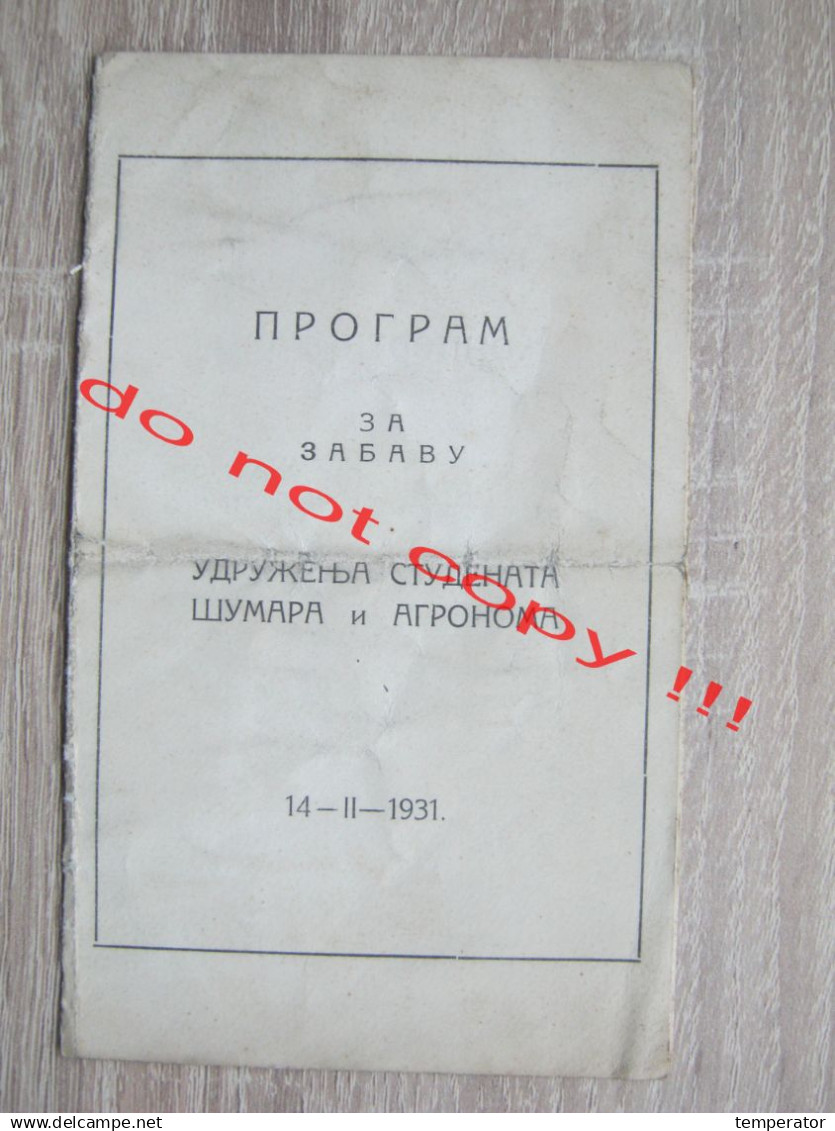 ПРОГРАМ
ЗА
ЗАБАВУ
УДРУЖЕЊА СТУДЕНАТА
ШУМАРА и АГРОНОМА
14—II—1931.
do not copy !!!
www.delcampe.net
temperator